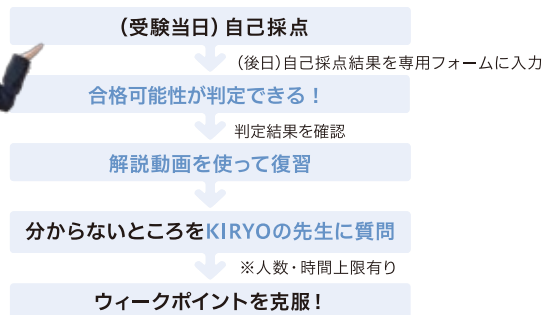 （受験当日）自己採点
（後日）自己採点結果を専用フォームに入力
合格可能性が判定できる！
判定結果を確認
解説動画を使って復習
分からないところをKIRYOの先生に質問
※人数・時間上限有り
ウィークポイントを克服！